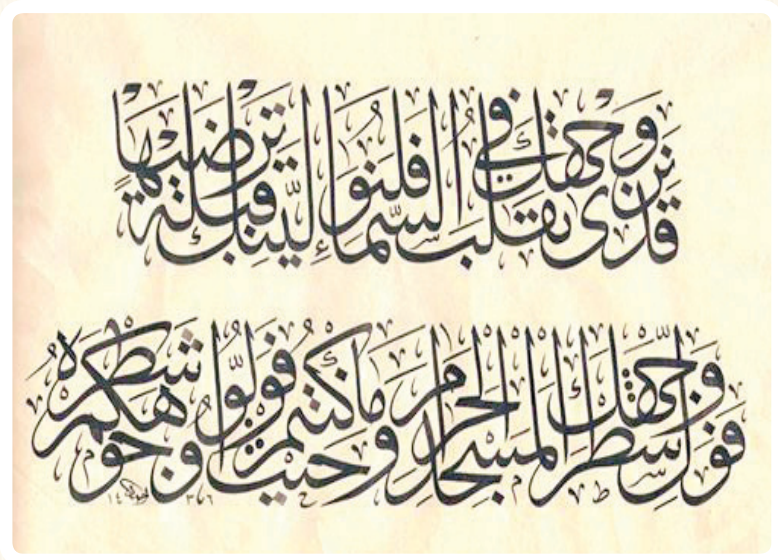 قد نرى تقلب وجهك في السماء فلنولينك قبلة ترضيها
فول وجهك شطر المسجد الحرام وحيث ما كنتم فولوا وجوهكم شطره